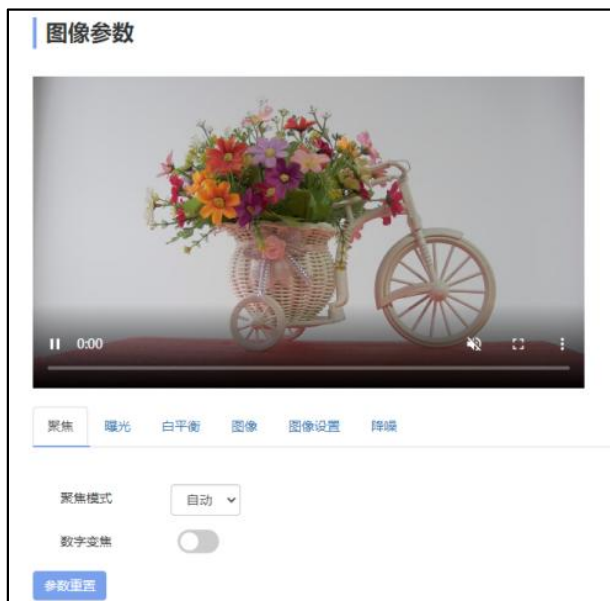 图像参数
0:00
聚焦 曝光 白平衡 图像 图像设置 降噪
聚焦模式 自动
数字变焦
参数重置